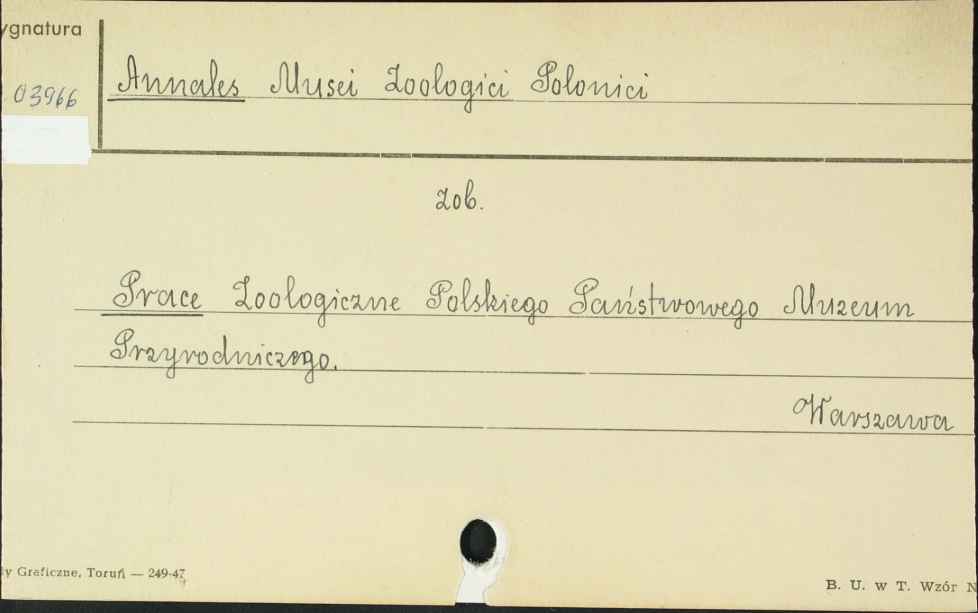 ygnatura
03966
Annales Musei Zoologici Polonici
zob.
Prace Zoologiczne Polskiego Państwowego Muzeum
Przyrodniczego.
Warszawa
ly Graficzne, Toruń — 249-47
B. U. w T. Wzór N